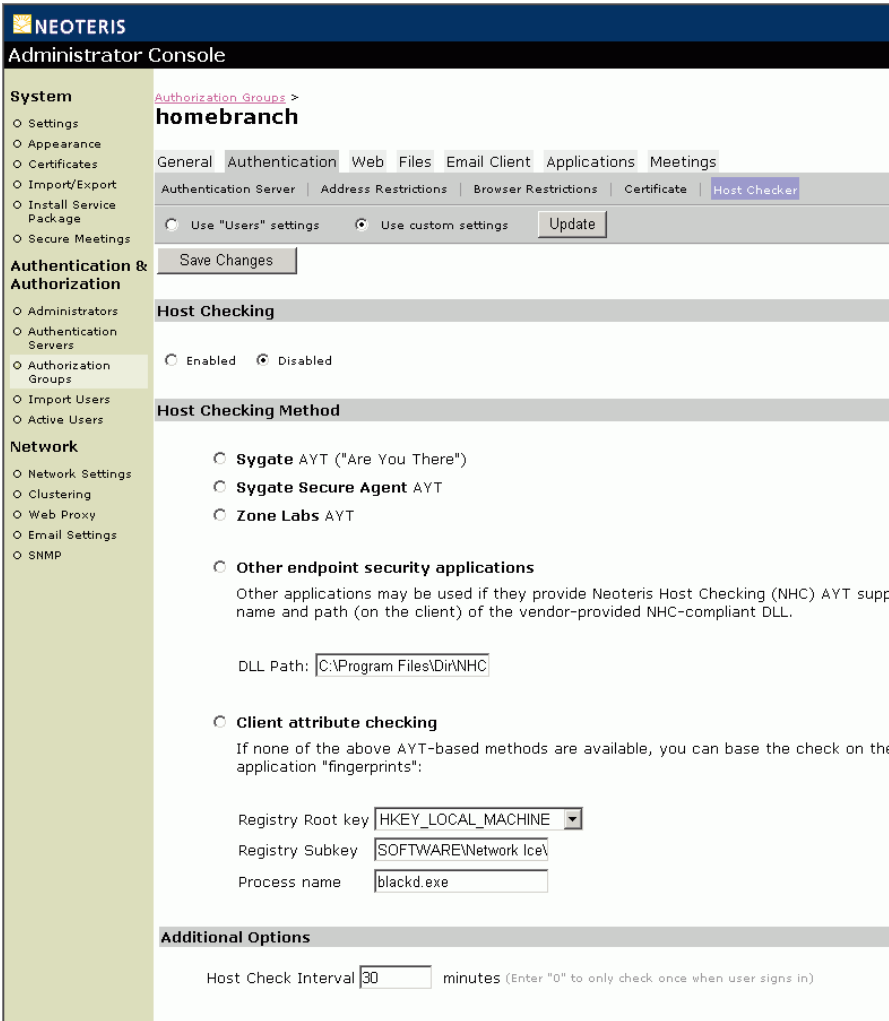 NEOTERIS
Administrator Console
System
Settings
Appearance
Certificates
Import/Export
Install Service
Package
Secure Meetings
Authentication &
Authorization
Administrators
Authentication
Servers
Authorization
Groups
Import Users
Active Users
Network
Network Settings
Clustering
Web Proxy
Email Settings
SNMP
Authorization Groups >
homebranch
General Authentication Web Files Email Client Applications Meetings
Authentication Server | Address Restrictions | Browser Restrictions | Certificate | Host Checker
Use "Users" settings Use custom settings Update
Save Changes
Host Checking
Enabled Disabled
Host Checking Method
Sygate AYT ("Are You There")
Sygate Secure Agent AYT
Zone Labs AYT
Other endpoint security applications
Other applications may be used if they provide Neoteris Host Checking (NHC) AYT supp
name and path (on the client) of the vendor-provided NHC-compliant DLL.
DLL Path: C:\Program Files\Dir\NHC
Client attribute checking
If none of the above AYT-based methods are available, you can base the check on the
application "fingerprints":
Registry Root key HKEY_LOCAL_MACHINE
Registry Subkey SOFTWARE\Network Ice\
Process name blackd.exe
Additional Options
Host Check Interval 30 minutes (Enter "0" to only check once when user signs in)